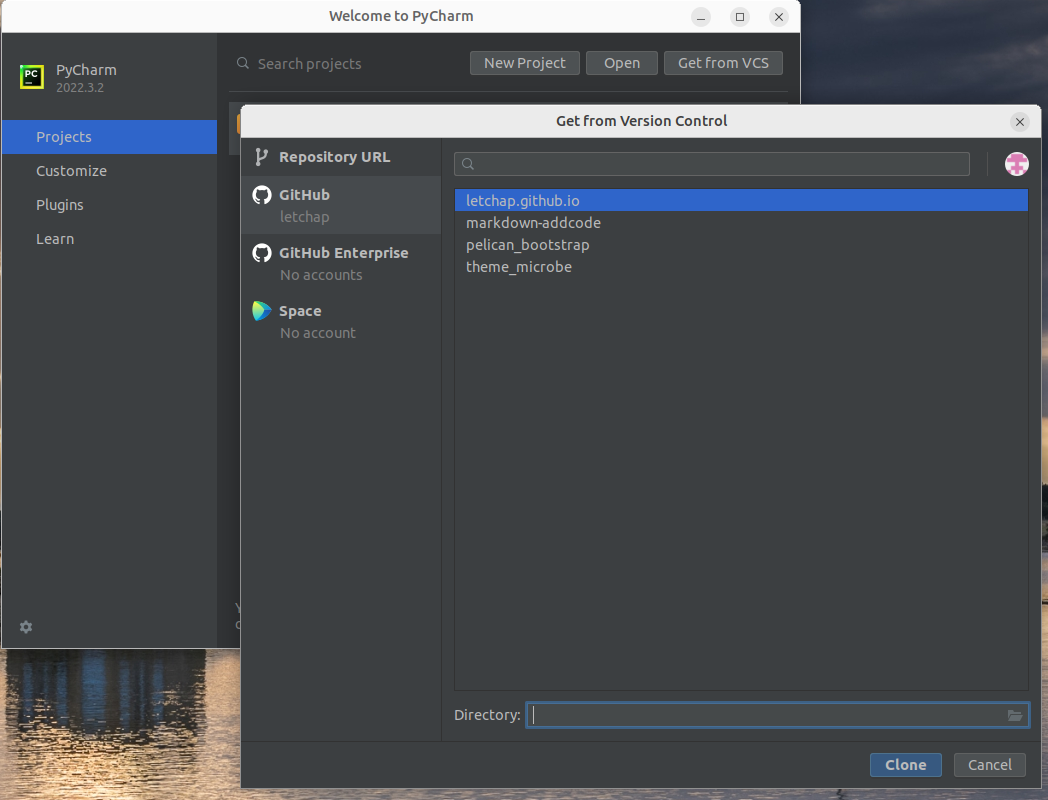 Welcome to PyCharm
PC
PyCharm
2022.3.2
Search projects
New Project
Open
Get from VCS
Projects
Customize
Plugins
Learn
Get from Version Control
Repository URL
GitHub
letchap
GitHub Enterprise
No accounts
Space
No account
letchap.github.io
markdown-addcode
pelican_bootstrap
theme_microbe
Directory:
Clone
Cancel